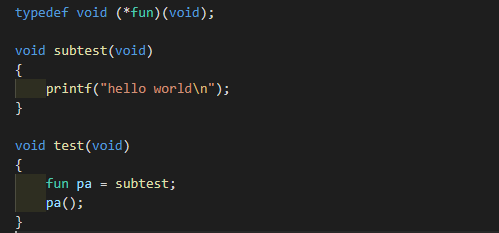 typedef void (*fun)(void);
void subtest(void)
{
    printf("hello world\n");
}
void test(void)
{
    fun pa = subtest;
    pa();
}